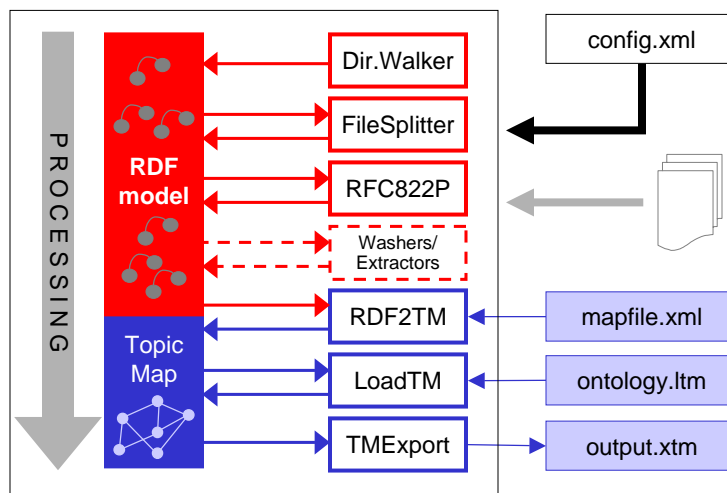 PROCESSING
RDF
model
Topic
Map
Dir.Walker
FileSplitter
RFC822P
Washers/
Extractors
RDF2TM
LoadTM
TMExport
config.xml
mapfile.xml
ontology.ltm
output.xtm